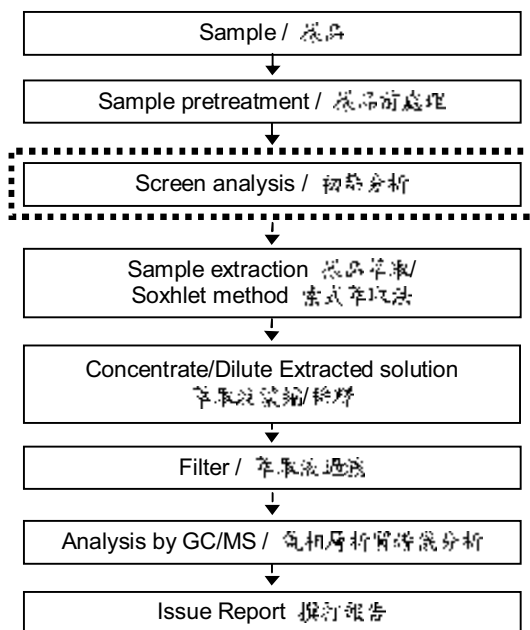 Sample / 樣品
Sample pretreatment / 樣品前處理
Screen analysis / 初步分析
Sample extraction 樣品萃取/
Soxhlet method 索式萃取法
Concentrate/Dilute Extracted solution
萃取液濃縮/稀釋
Filter / 萃取液過濾
Analysis by GC/MS / 氣相層析質譜儀分析
Issue Report 撰打報告